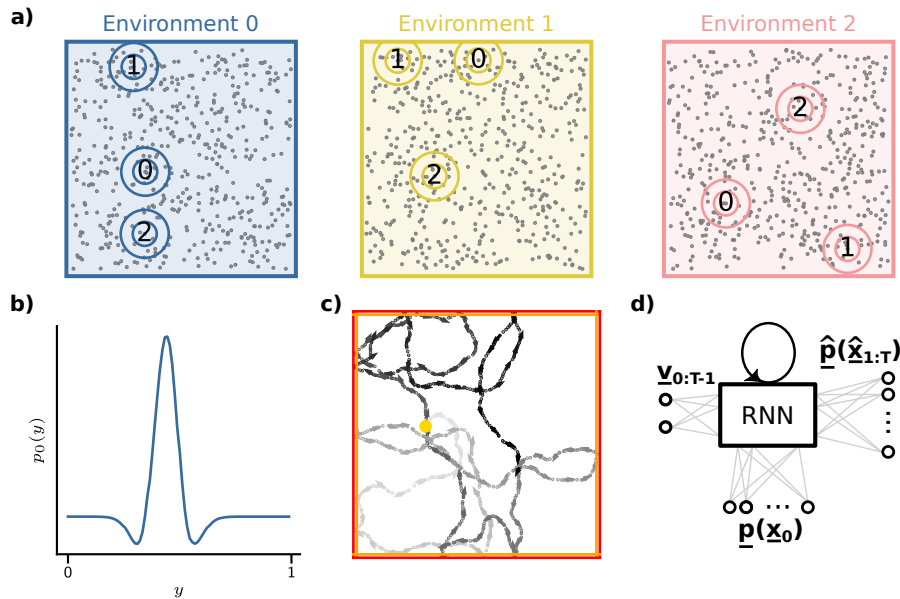 a)
Environment 0
Environment 1
Environment 2
1
0
2
1
0
2
2
0
1
b)
p₀(y)
0
1
y
c)
d)
v₀:T-1
p̂(x̂₁:T)
RNN
...
...
p(x₀)